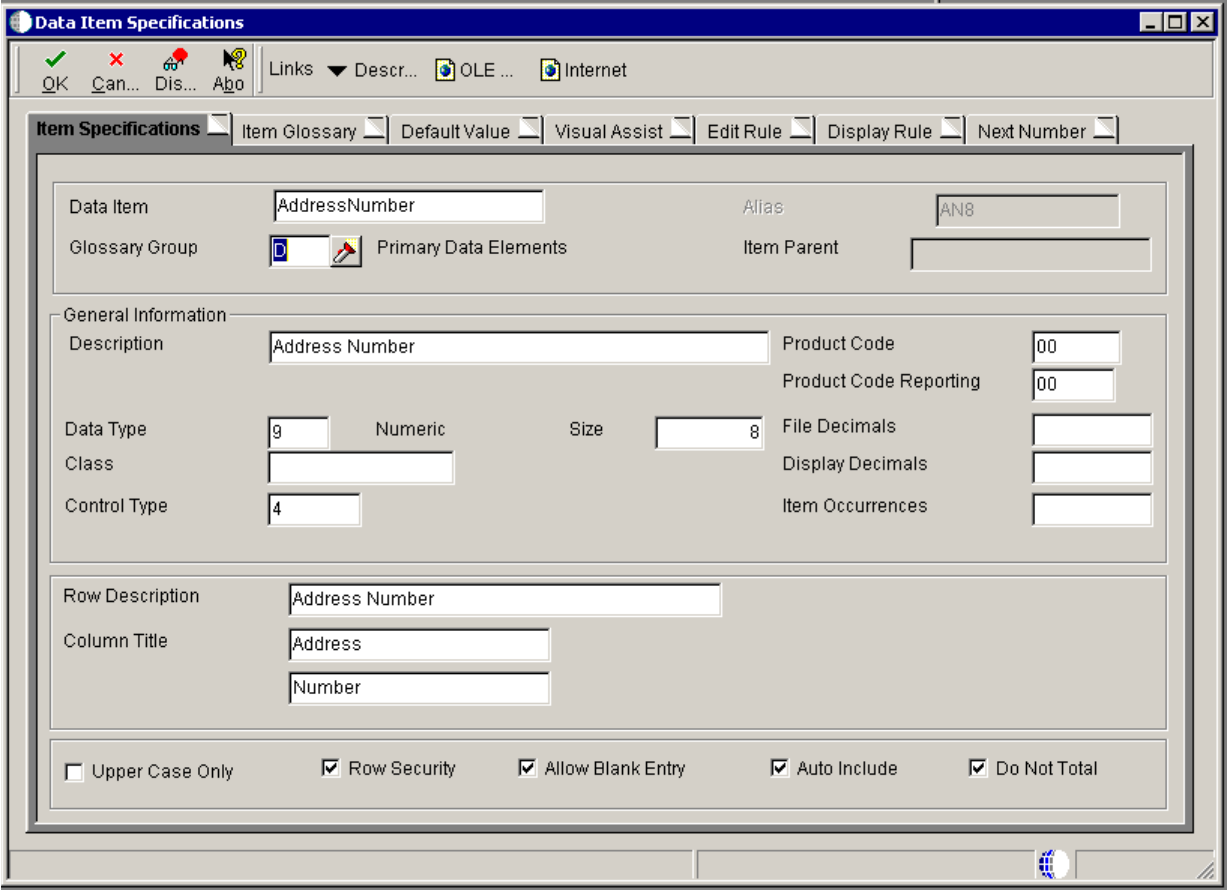 Data Item Specifications
OK Can... Dis... Abo Links Descr... OLE ... Internet
Item Specifications Item Glossary Default Value Visual Assist Edit Rule Display Rule Next Number
Data Item AddressNumber Alias AN8
Glossary Group D Primary Data Elements Item Parent
General Information
Description Address Number Product Code 00
Product Code Reporting 00
Data Type 9 Numeric Size 8 File Decimals
Class Display Decimals
Control Type 4 Item Occurrences
Row Description Address Number
Column Title Address
Number
Upper Case Only Row Security Allow Blank Entry Auto Include Do Not Total